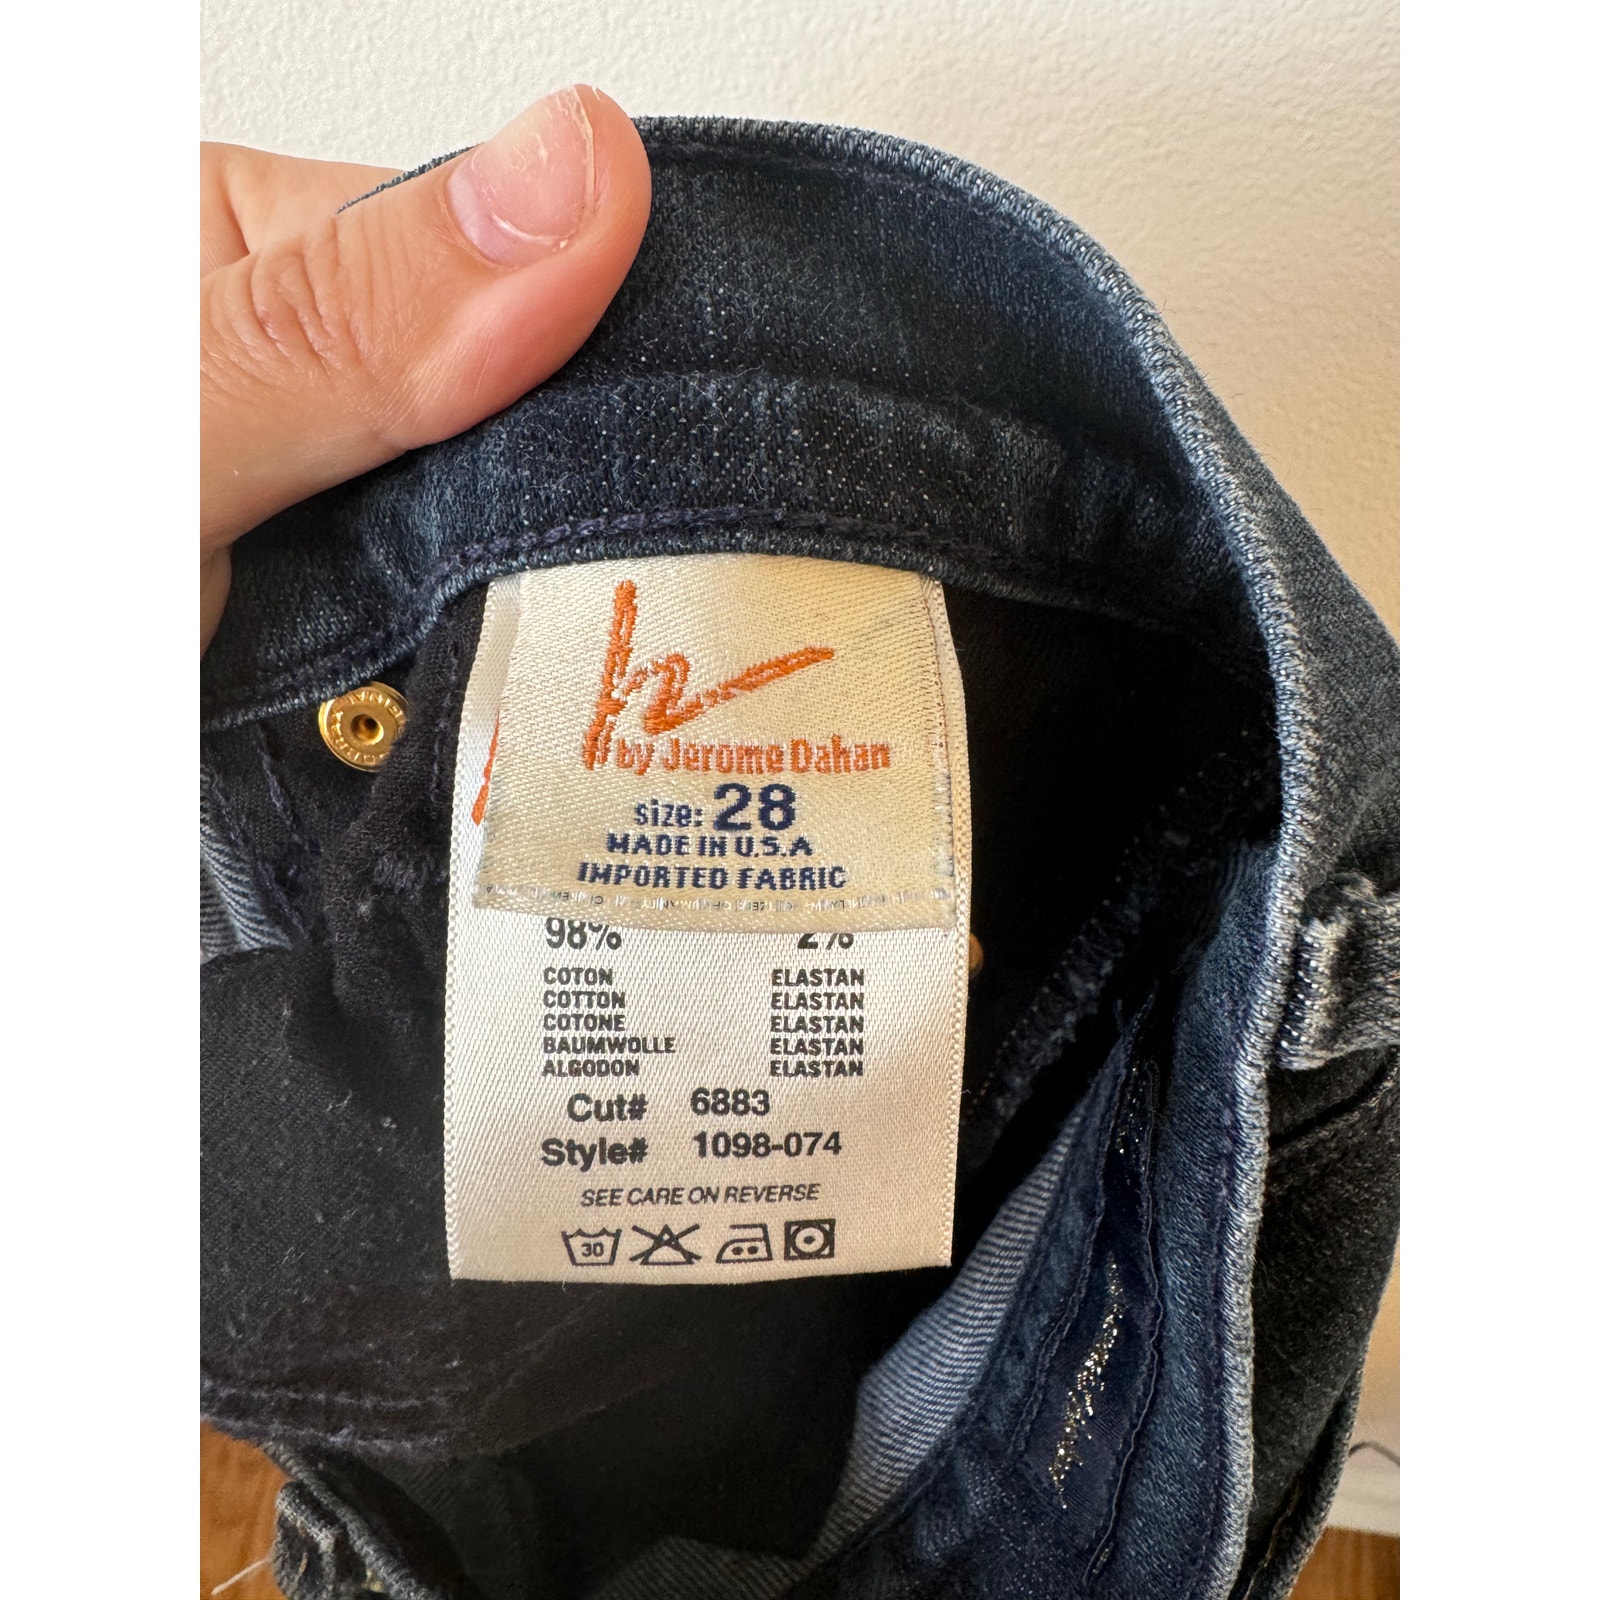 by Jerome Dahan
size: 28
MADE IN U.S.A
IMPORTED FABRIC
98% 2%
COTON ELASTAN
COTTON ELASTAN
COTONE ELASTAN
BAUMWOLLE ELASTAN
ALGODON ELASTAN
Cut# 6883
Style# 1098-074
SEE CARE ON REVERSE
30